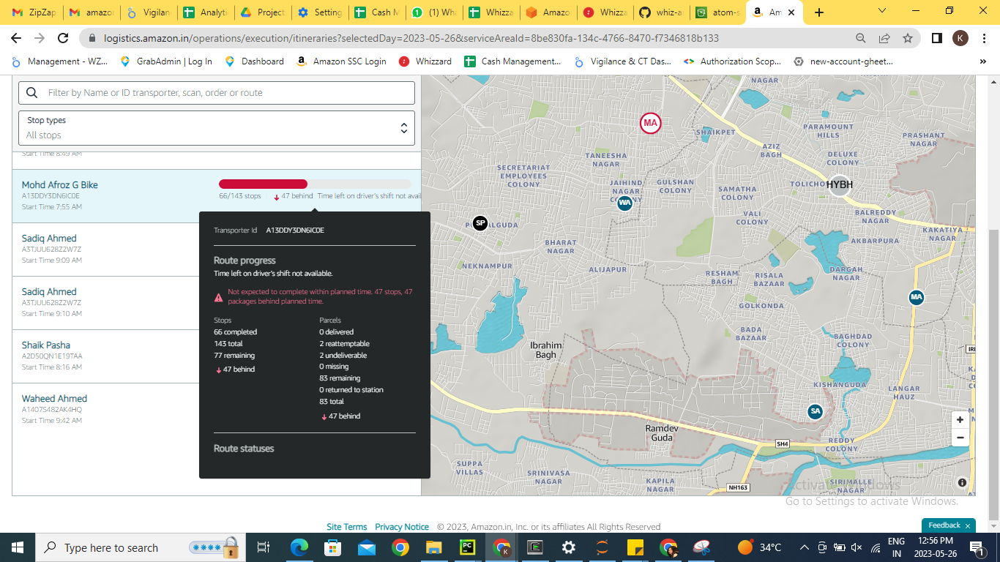 ZipZap
amazon
Vigilan
Analyti
Project
Setting
Cash M
(1) Wha
Whizza
Amazo
Whizza
whiz-a
atom-s
Am
logistics.amazon.in/operations/execution/itineraries?selectedDay=2023-05-26&serviceAreaId=8be830fa-134c-4766-8470-f7346818b133
K
Management - WZ...
GrabAdmin | Log In
Dashboard
Amazon SSC Login
Whizzard
Cash Management...
Vigilance & CT Das...
Authorization Scop...
new-account-gheet...
Filter by Name or ID transporter, scan, order or route
Stop types
All stops
Start Time 8:49 AM
Mohd Afroz G Bike
A13DDY3DN6IC0E
Start Time 7:55 AM
66/143 stops
47 behind
Time left on driver's shift not avail
Sadiq Ahmed
A3TJUU628Z2W7Z
Start Time 9:09 AM
Sadiq Ahmed
A3TJUU628Z2W7Z
Start Time 9:10 AM
Shaik Pasha
A2D50QN1E19TAA
Start Time 8:16 AM
Waheed Ahmed
A1407S482AK4HQ
Start Time 9:42 AM
Transporter Id A13DDY3DN6IC0E
Route progress
Time left on driver's shift not available.
Not expected to complete within planned time. 47 stops, 47
packages behind planned time.
Stops
66 completed
143 total
77 remaining
47 behind
Parcels
0 delivered
2 reattemptable
2 undeliverable
0 missing
83 remaining
0 returned to station
83 total
47 behind
Route statuses
NAGAR
MA
SHAIKPET
PARAMOUNT
HILLS
PRASHANT
NAGAR
AZIZ
BAGH
DELUXE
COLONY
TANEESHA
NAGAR
SECRETARIAT
EMPLOYEES
COLONY
JAIHIND
NAGAR
COLONY
WA
GULSHAN
COLONY
SAMATHA
COLONY
TOLICHO
HYBH
VALI
COLONY
BALREDDY
NAGAR
SP
KAKATIYA
NAGAR
BHARAT
NAGAR
AKBARPURA
NEKNAMPUR
ALIJAPUR
RESHAM
BAGH
RISALA
BAZAAR
DARGAH
NAGAR
MA
GOLKONDA
BADA
BAZAAR
BAGHDAD
COLONY
Ibrahim
Bagh
KISHANGUDA
LANGAR
HAUZ
SA
Ramdev
Guda
SH4
REDDY
COLONY
SUPPA
VILLAS
SRINIVASA
NAGAR
KAPILA
NAGAR
NH163
SIRIMALLE
NAGAR
+
−
Activate Windows
Go to Settings to activate Windows.
Site Terms
Privacy Notice
© 2023, Amazon.in, Inc. or its affiliates All Rights Reserved
Feedback ×
Type here to search
34°C
ENG
IN
12:56 PM
2023-05-26
1